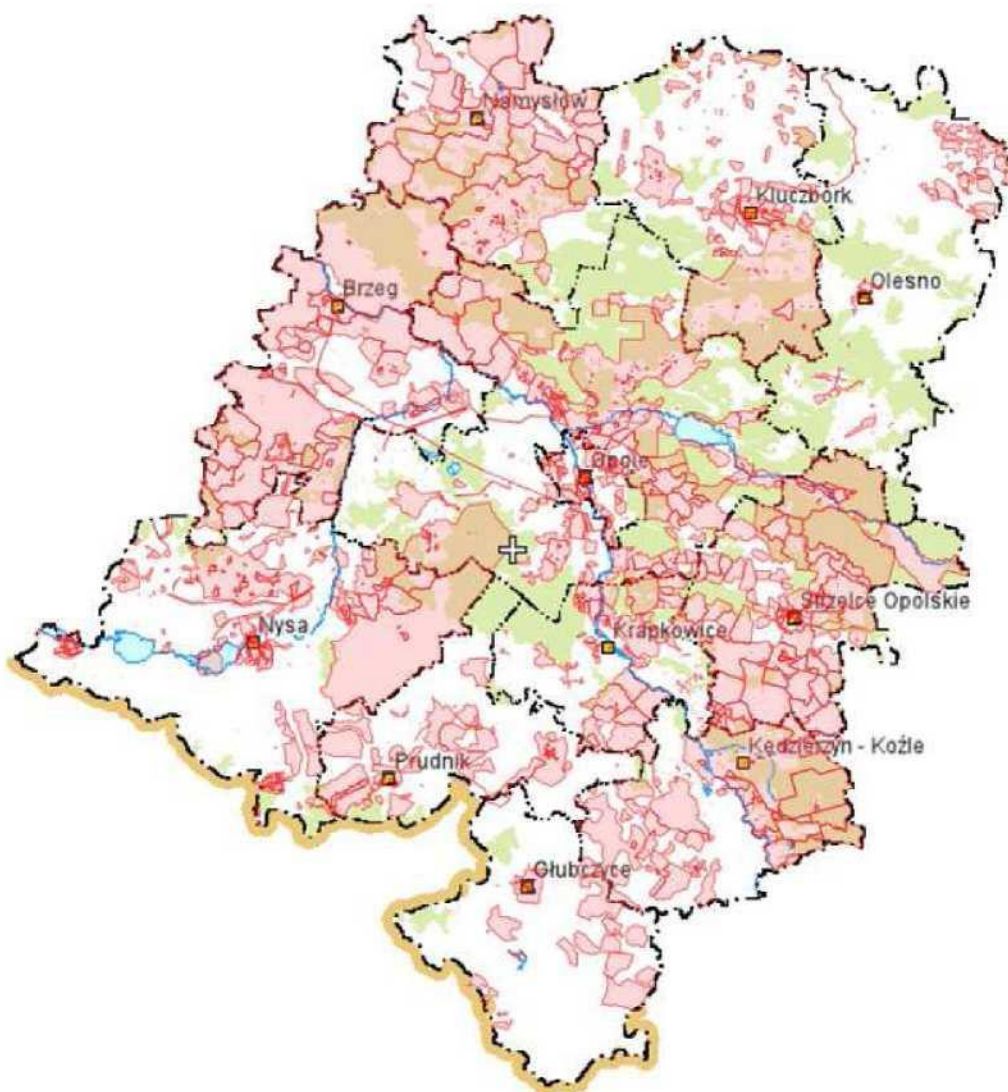 Namysłów
Kluczbork
Olesno
Brzeg
Opole
Strzelce Opolskie
Nysa
Krapkowice
Kędzierzyn - Koźle
Prudnik
Głubczyce